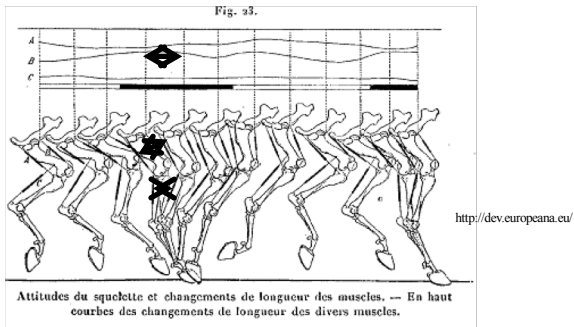 Fig. 23.
A
B
C
A
http://dev.europeana.eu/
Attitudes du squelette et changements de longueur des muscles. — En haut
courbes des changements de longueur des divers muscles.